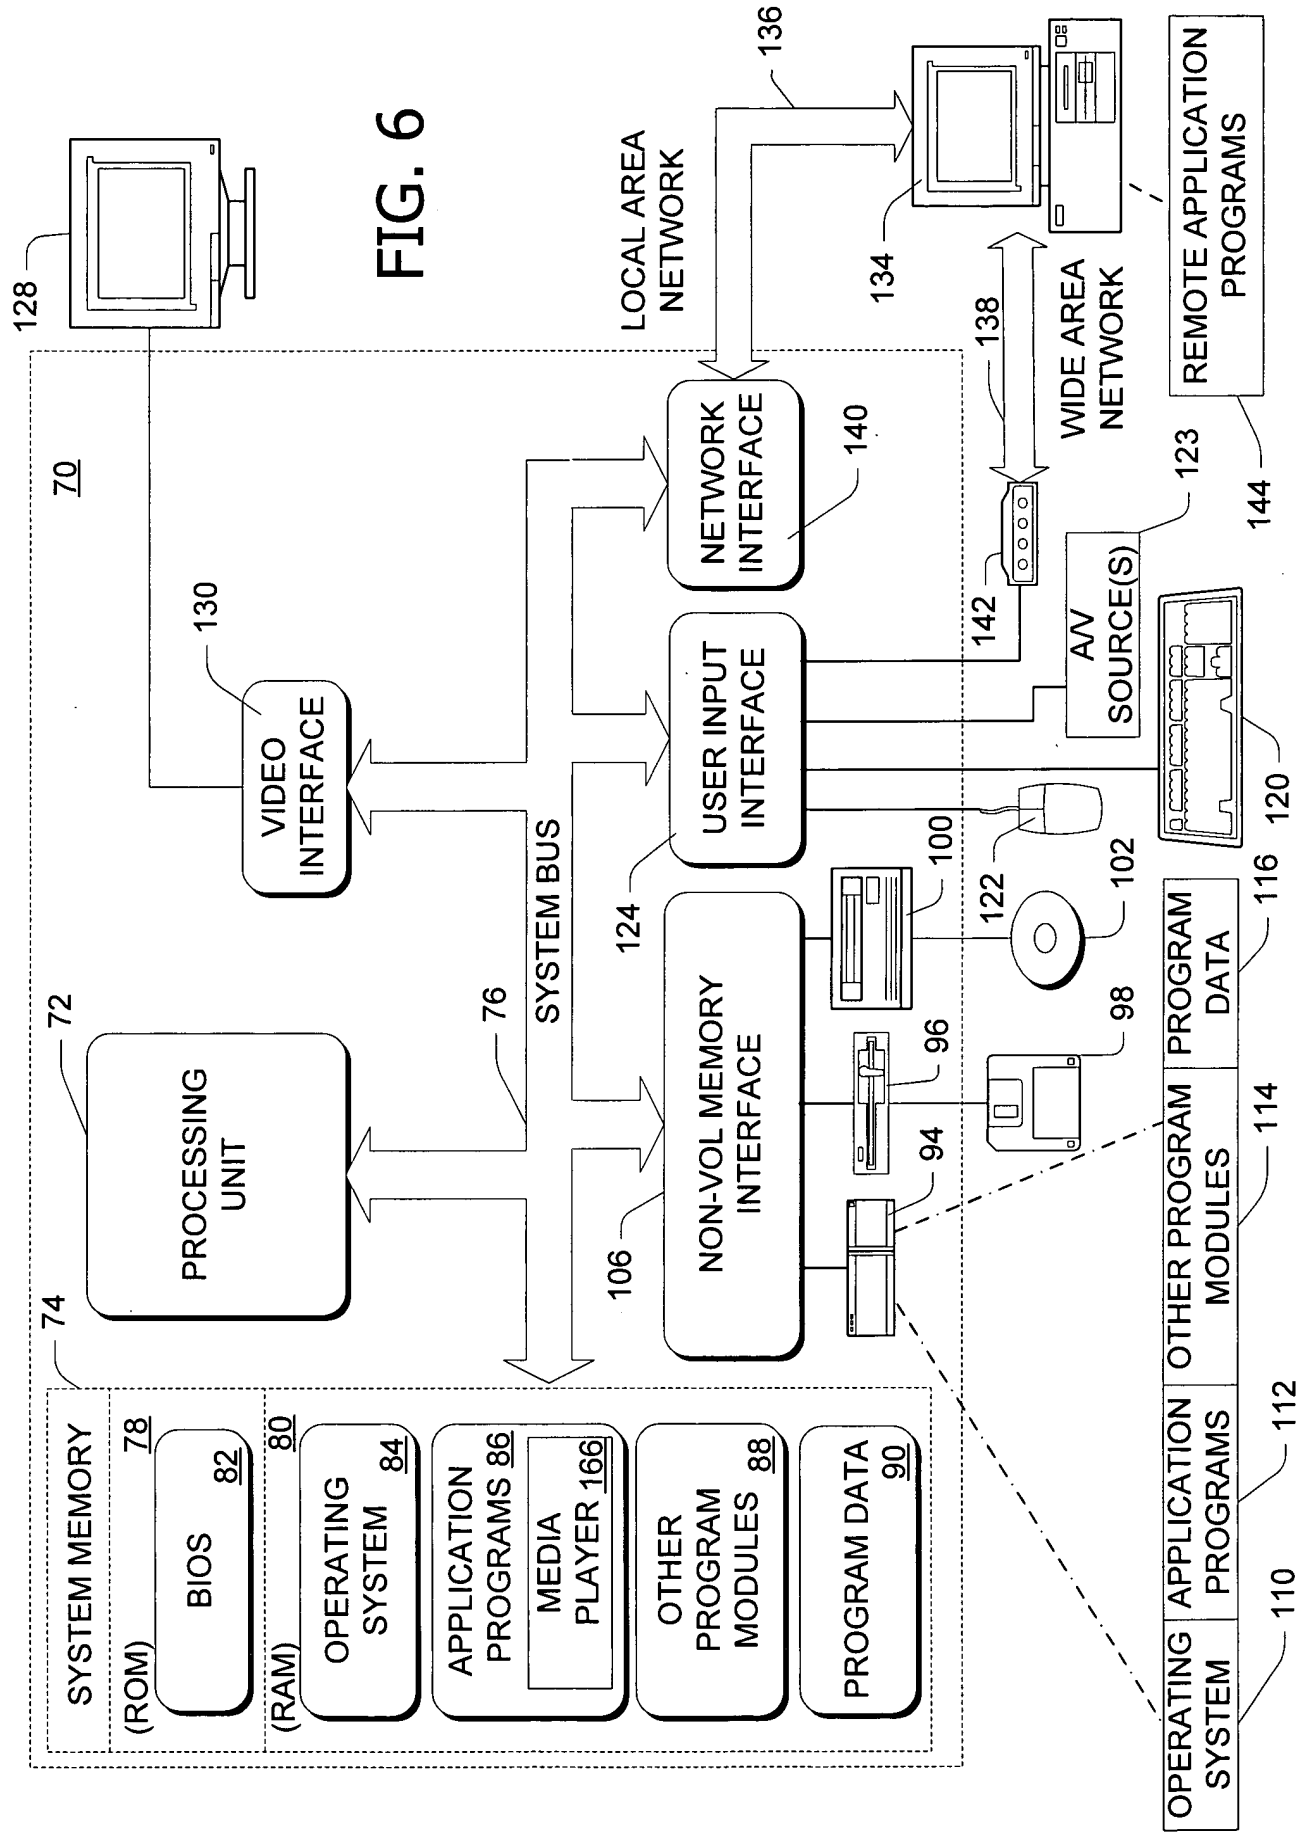 74
SYSTEM MEMORY
(ROM) 78
BIOS
82
(RAM) 80
OPERATING
SYSTEM 84
APPLICATION
PROGRAMS 86
MEDIA
PLAYER 166
OTHER
PROGRAM
MODULES 88
PROGRAM DATA
90
72
PROCESSING
UNIT
76
SYSTEM BUS
70
130
VIDEO
INTERFACE
128
FIG. 6
106
NON-VOL MEMORY
INTERFACE
124
USER INPUT
INTERFACE
NETWORK
INTERFACE
140
LOCAL AREA
NETWORK
136
134
94
96
98
100
102
122
120
142
138
WIDE AREA
NETWORK
A/V
SOURCE(S)
123
REMOTE APPLICATION
PROGRAMS
144
OPERATING
SYSTEM
110
APPLICATION
PROGRAMS
112
OTHER PROGRAM
MODULES
114
PROGRAM
DATA
116